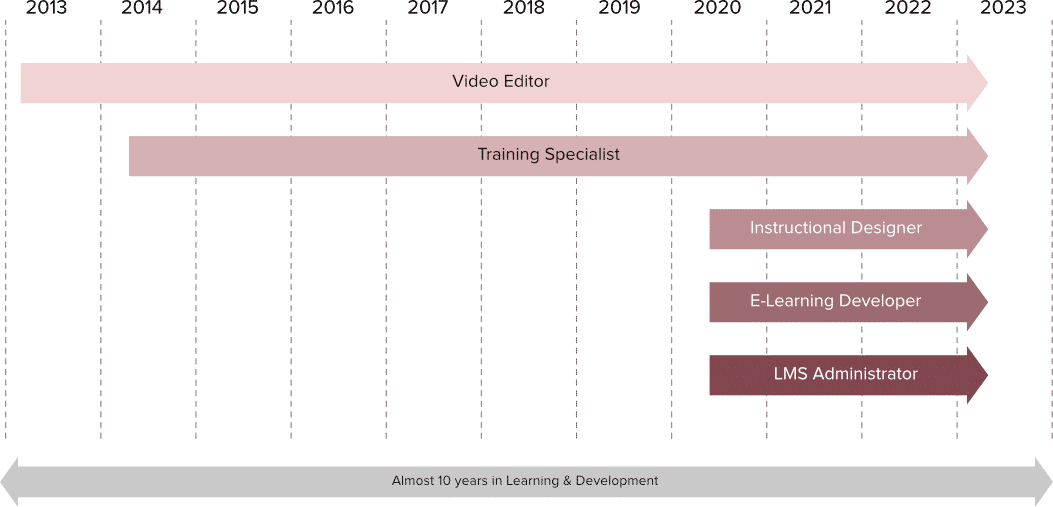 2013 2014 2015 2016 2017 2018 2019 2020 2021 2022 2023
Video Editor
Training Specialist
Instructional Designer
E-Learning Developer
LMS Administrator
Almost 10 years in Learning & Development